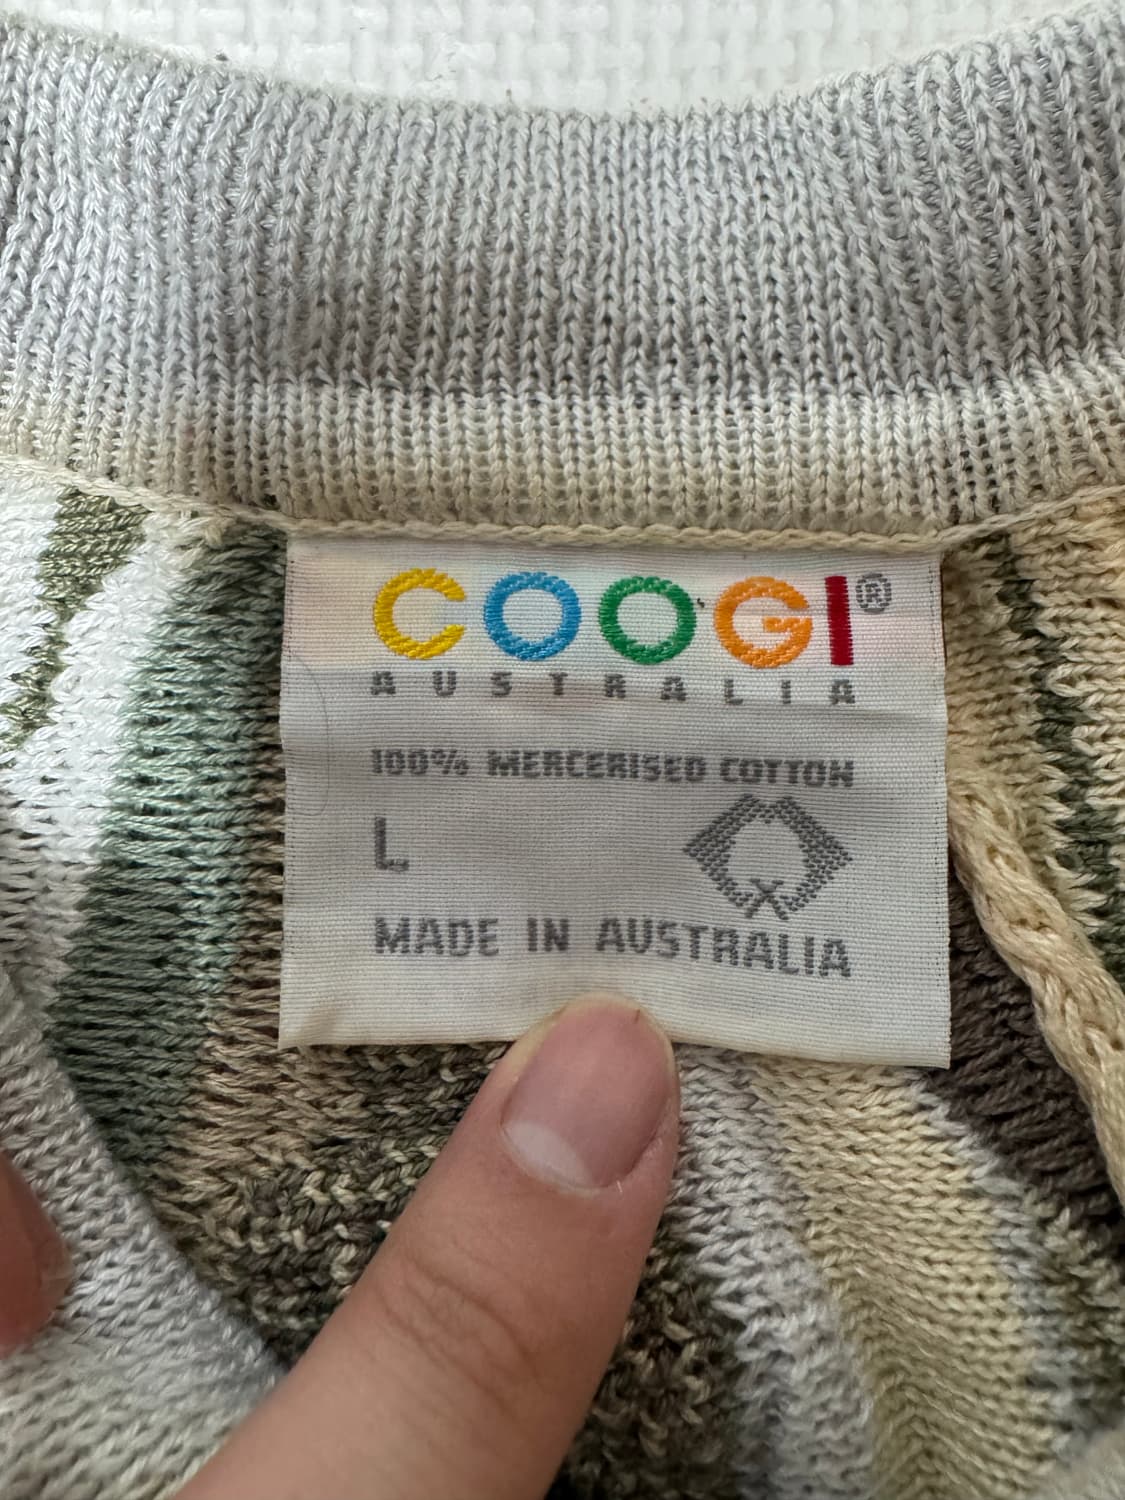 COOGI®
AUSTRALIA
100% MERCERISED COTTON
L
MADE IN AUSTRALIA